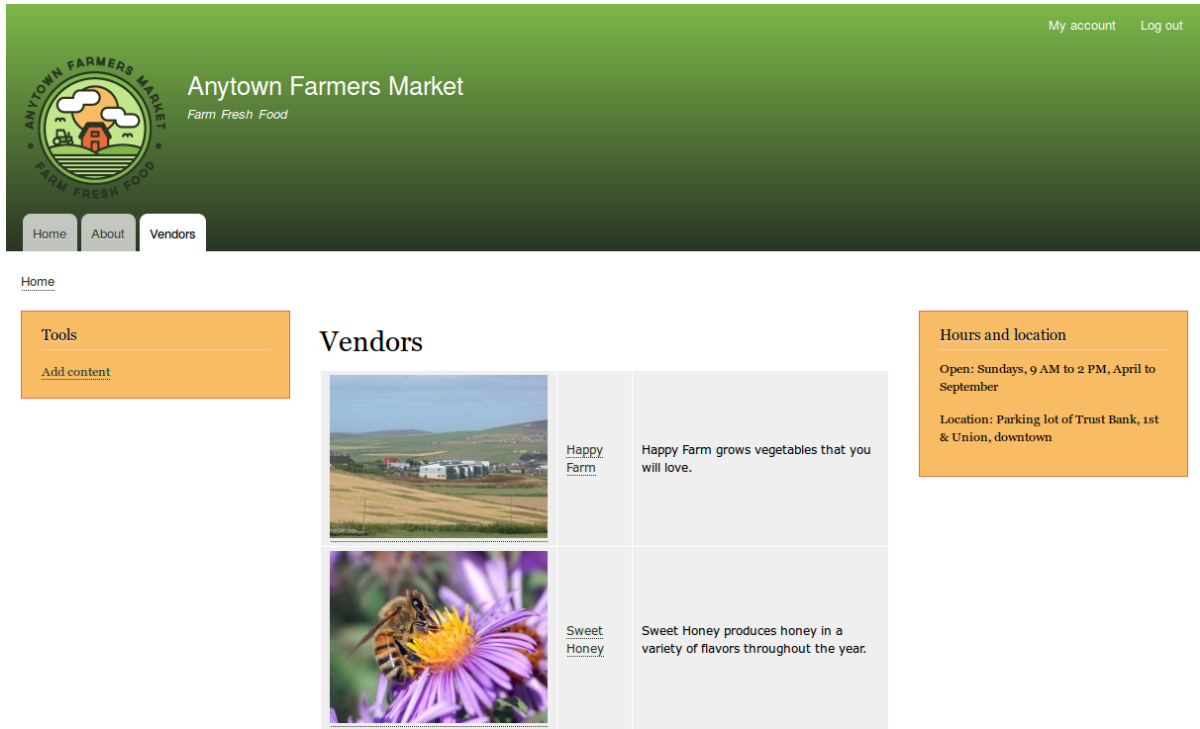 My account Log out
ANYTOWN FARMERS MARKET
FARM FRESH FOOD
Anytown Farmers Market
Farm Fresh Food
Home About Vendors
Home
Tools
Add content
Vendors
Happy
Farm
Happy Farm grows vegetables that you
will love.
Sweet
Honey
Sweet Honey produces honey in a
variety of flavors throughout the year.
Hours and location
Open: Sundays, 9 AM to 2 PM, April to
September
Location: Parking lot of Trust Bank, 1st
& Union, downtown